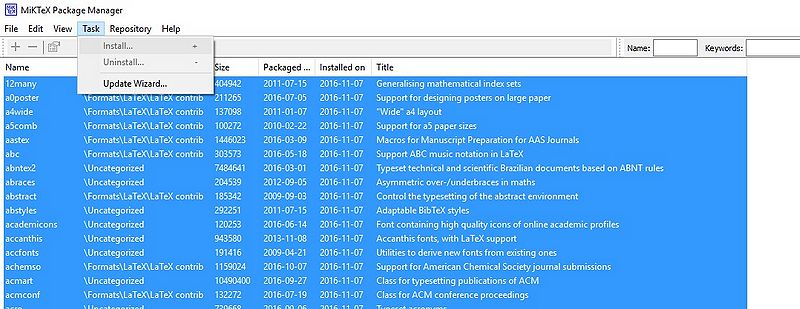 MiKTeX Package Manager
File Edit View Task Repository Help
Install... +
Uninstall... -
Update Wizard...
Name: Keywords:
Name Size Packaged ... Installed on Title
12many 404942 2011-07-15 2016-11-07 Generalising mathematical index sets
a0poster \Formats\LaTeX\LaTeX contrib 211265 2016-07-05 2016-11-07 Support for designing posters on large paper
a4wide \Formats\LaTeX\LaTeX contrib 137098 2011-01-07 2016-11-07 "Wide" a4 layout
a5comb \Formats\LaTeX\LaTeX contrib 100272 2010-02-22 2016-11-07 Support for a5 paper sizes
aastex \Formats\LaTeX\LaTeX contrib 1446023 2016-03-09 2016-11-07 Macros for Manuscript Preparation for AAS Journals
abc \Formats\LaTeX\LaTeX contrib 303573 2016-05-18 2016-11-07 Support ABC music notation in LaTeX
abntex2 \Uncategorized 7484641 2016-03-01 2016-11-07 Typeset technical and scientific Brazilian documents based on ABNT rules
abraces \Uncategorized 204539 2012-09-05 2016-11-07 Asymmetric over-/underbraces in maths
abstract \Formats\LaTeX\LaTeX contrib 185342 2009-09-03 2016-11-07 Control the typesetting of the abstract environment
abstyles \Uncategorized 292251 2011-07-15 2016-11-07 Adaptable BibTeX styles
academicons \Uncategorized 120253 2016-06-14 2016-11-07 Font containing high quality icons of online academic profiles
accanthis \Uncategorized 943580 2013-11-08 2016-11-07 Accanthis fonts, with LaTeX support
accfonts \Uncategorized 191416 2009-04-21 2016-11-07 Utilities to derive new fonts from existing ones
achemso \Formats\LaTeX\LaTeX contrib 1159024 2016-10-07 2016-11-07 Support for American Chemical Society journal submissions
acmart \Uncategorized 10490400 2016-09-27 2016-11-07 Class for typesetting publications of ACM
acmconf \Formats\LaTeX\LaTeX contrib 132272 2016-07-19 2016-11-07 Class for ACM conference proceedings